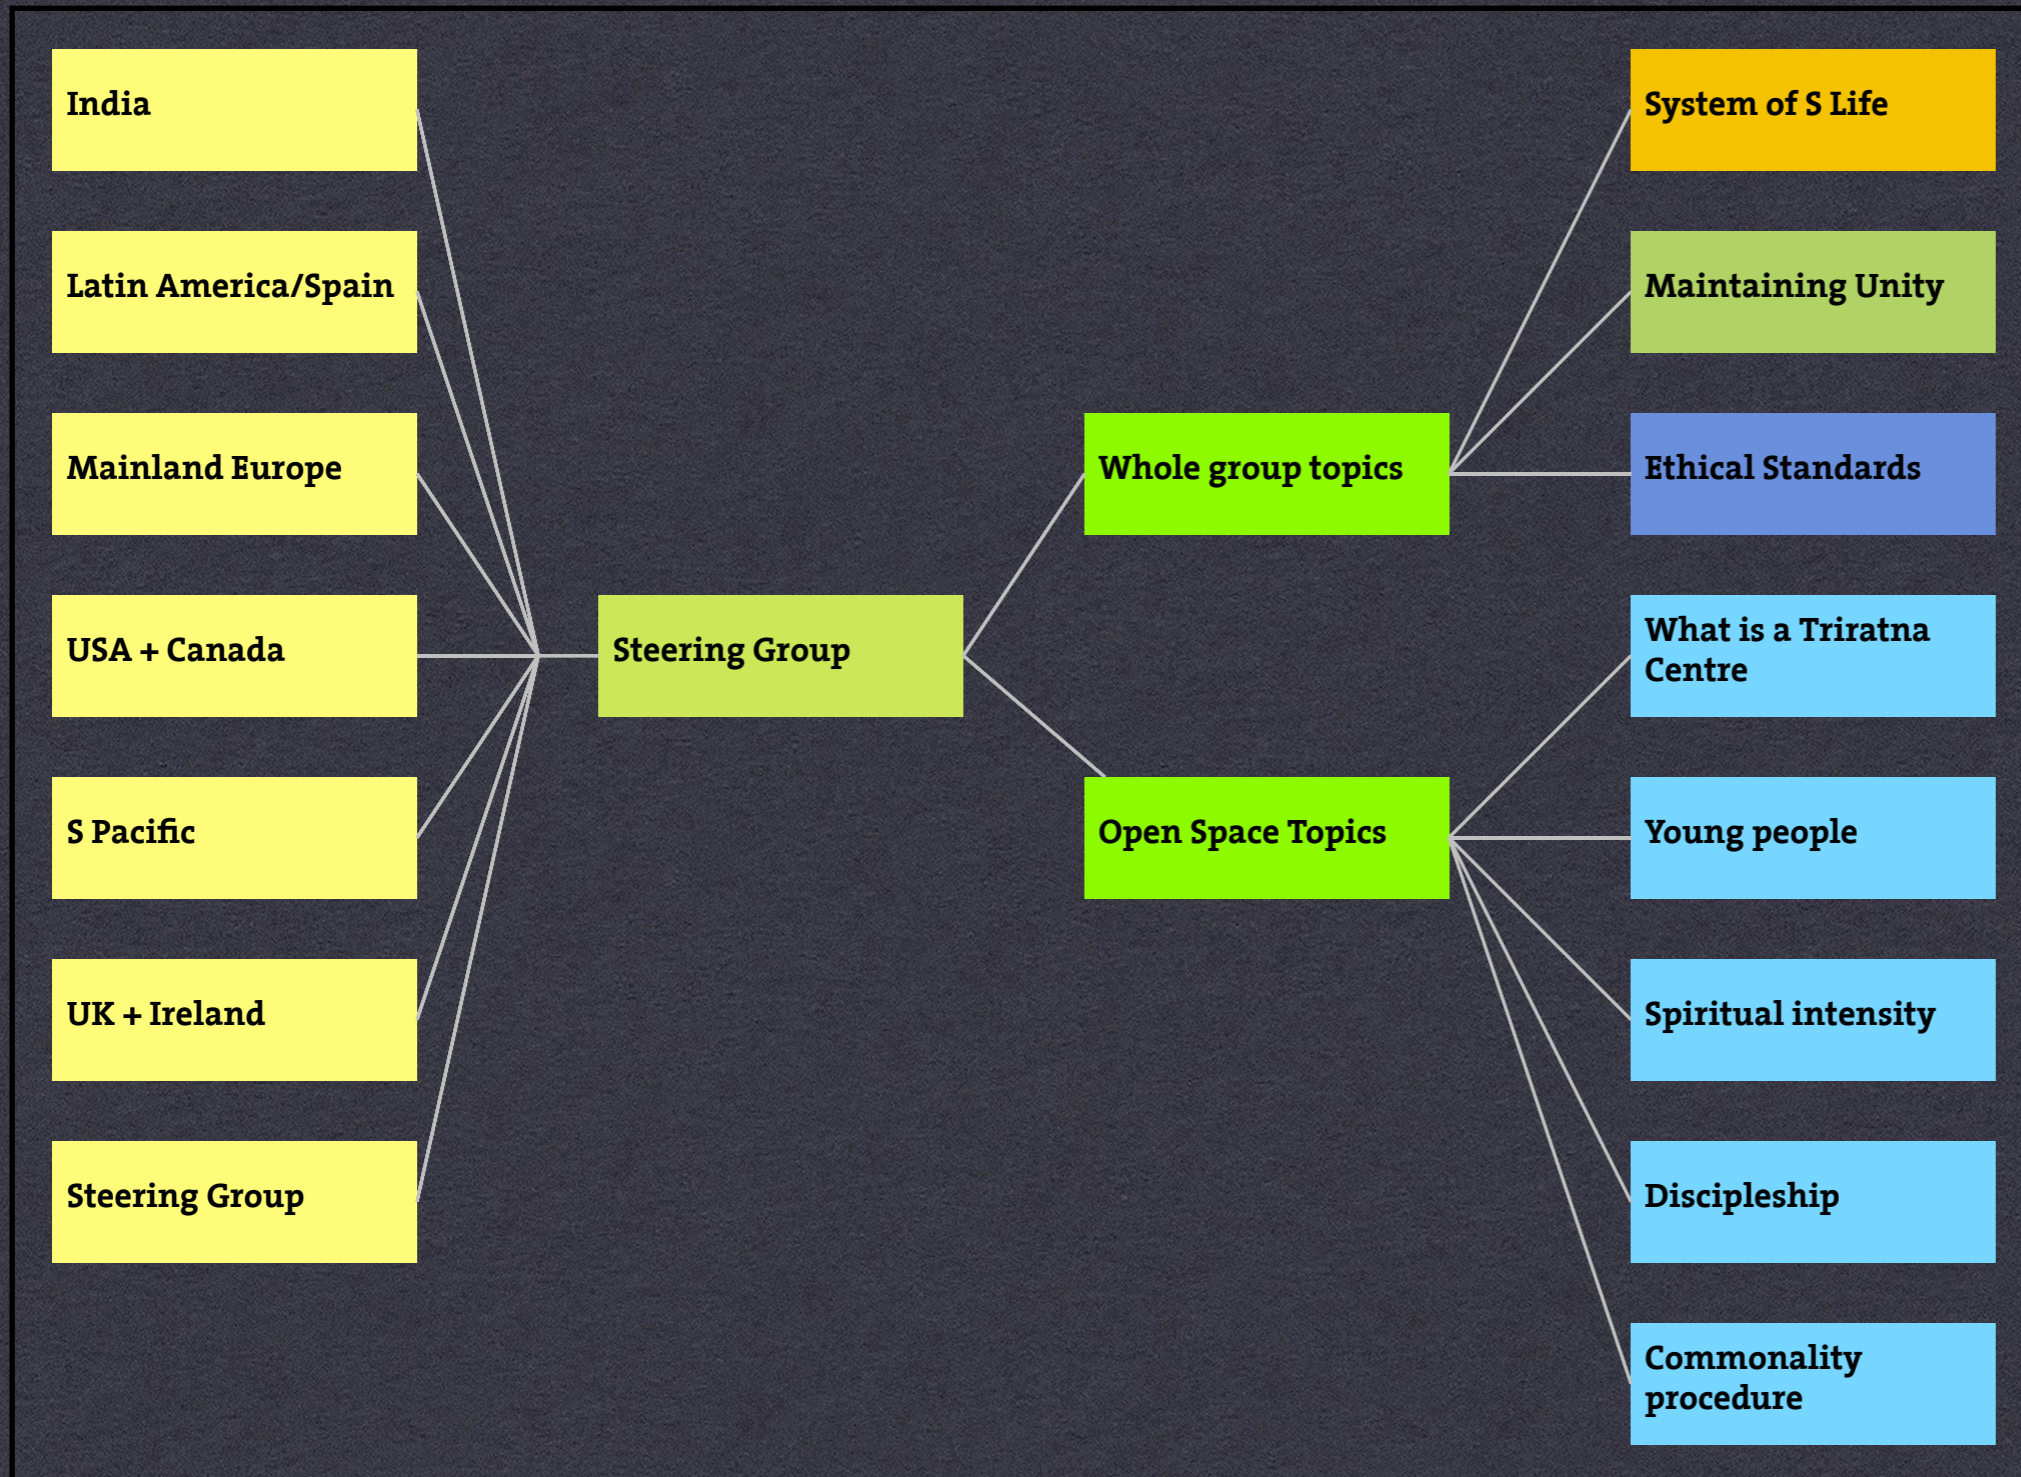 India
Latin America/Spain
Mainland Europe
USA + Canada
S Pacific
UK + Ireland
Steering Group
Steering Group
Whole group topics
Open Space Topics
System of S Life
Maintaining Unity
Ethical Standards
What is a Triratna
Centre
Young people
Spiritual intensity
Discipleship
Commonality
procedure